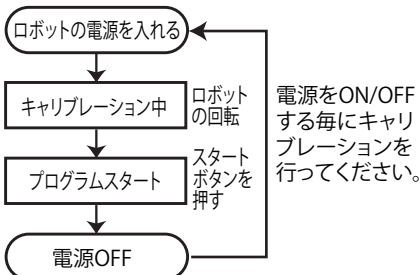 ロボットの電源を入れる
キャリブレーション中
ロボット
の回転
スタート
ボタンを
押す
プログラムスタート
電源OFF
電源をON/OFF
する毎にキャリ
ブレーションを
行ってください。